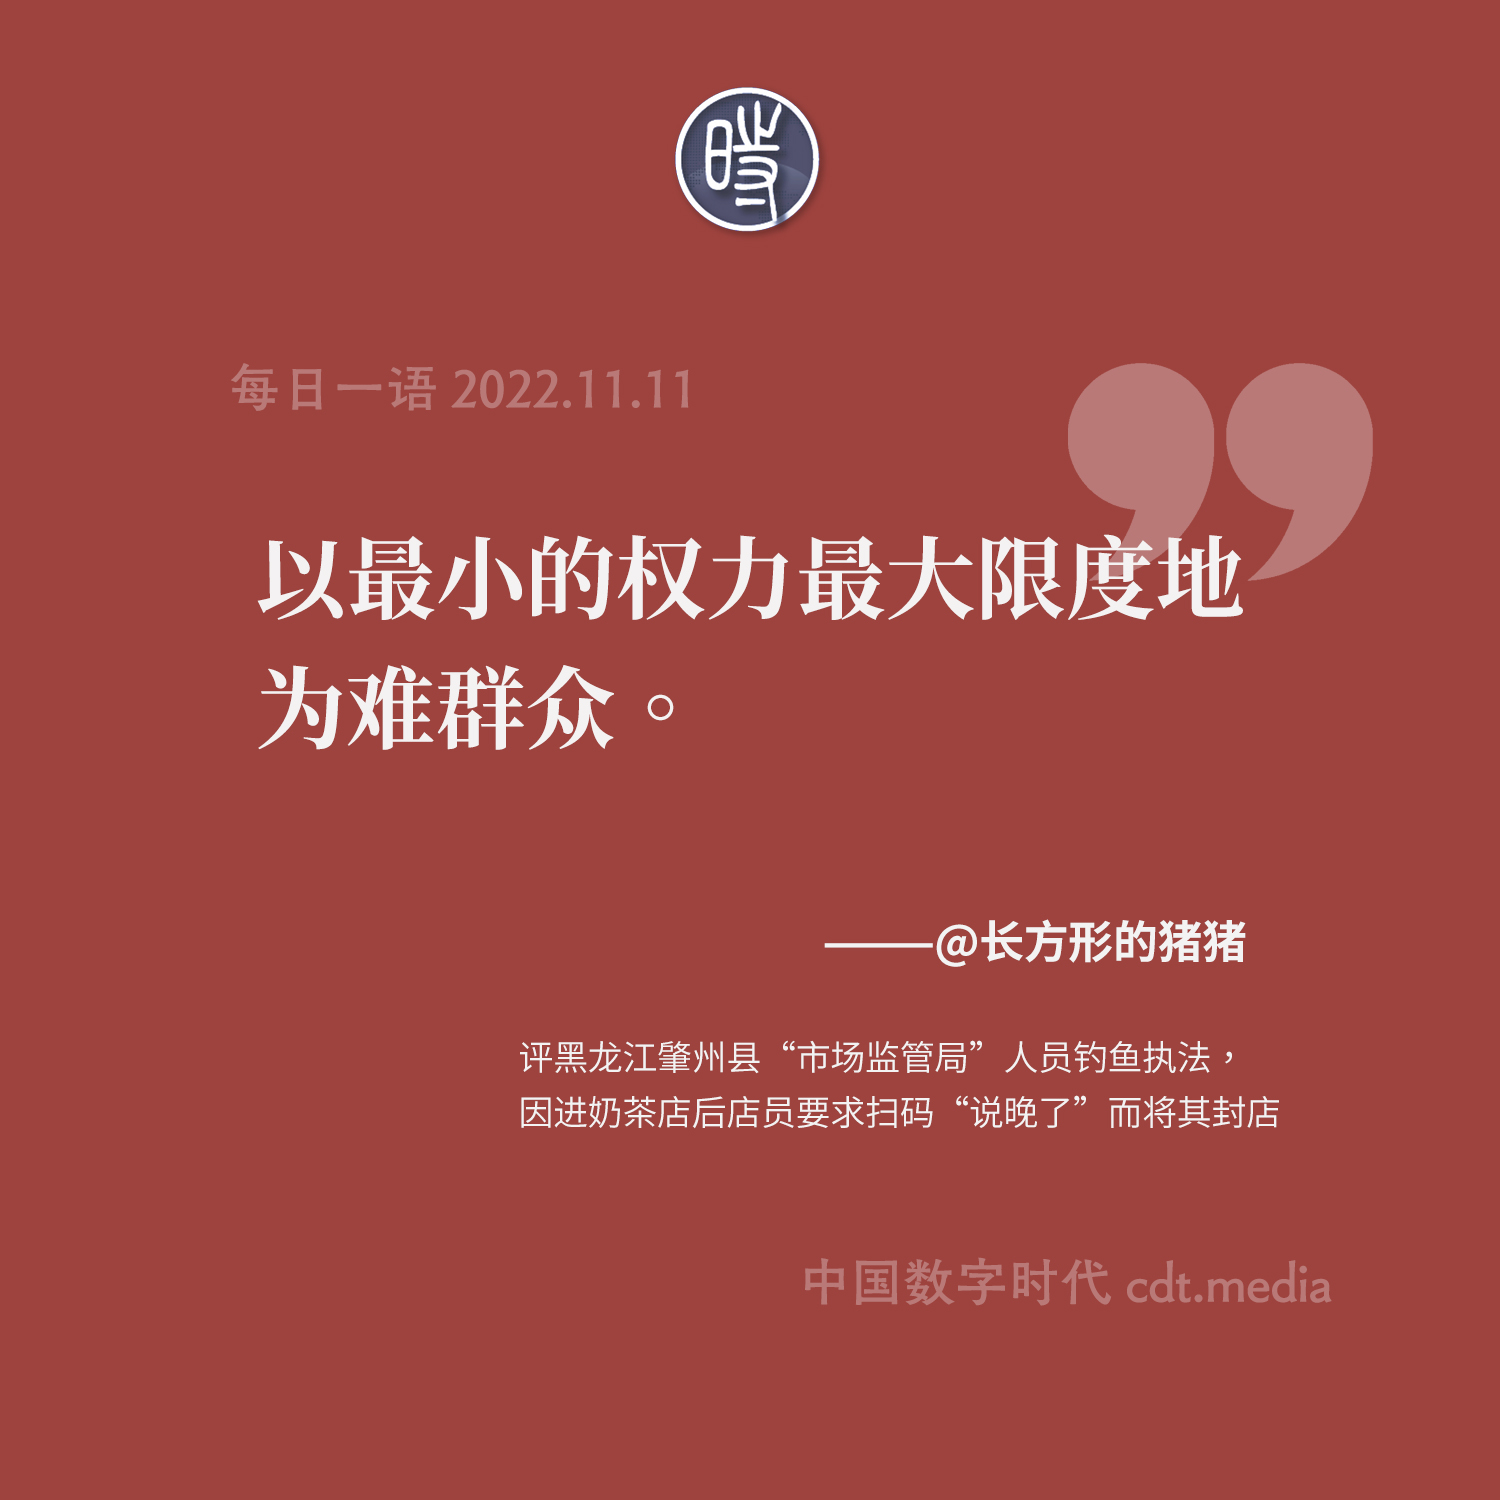 時
每日一语 2022.11.11
”
以最小的权力最大限度地
为难群众。
——@长方形的猪猪
评黑龙江肇州县“市场监管局”人员钓鱼执法，
因进奶茶店后店员要求扫码“说晚了”而将其封店
中国数字时代 cdt.media